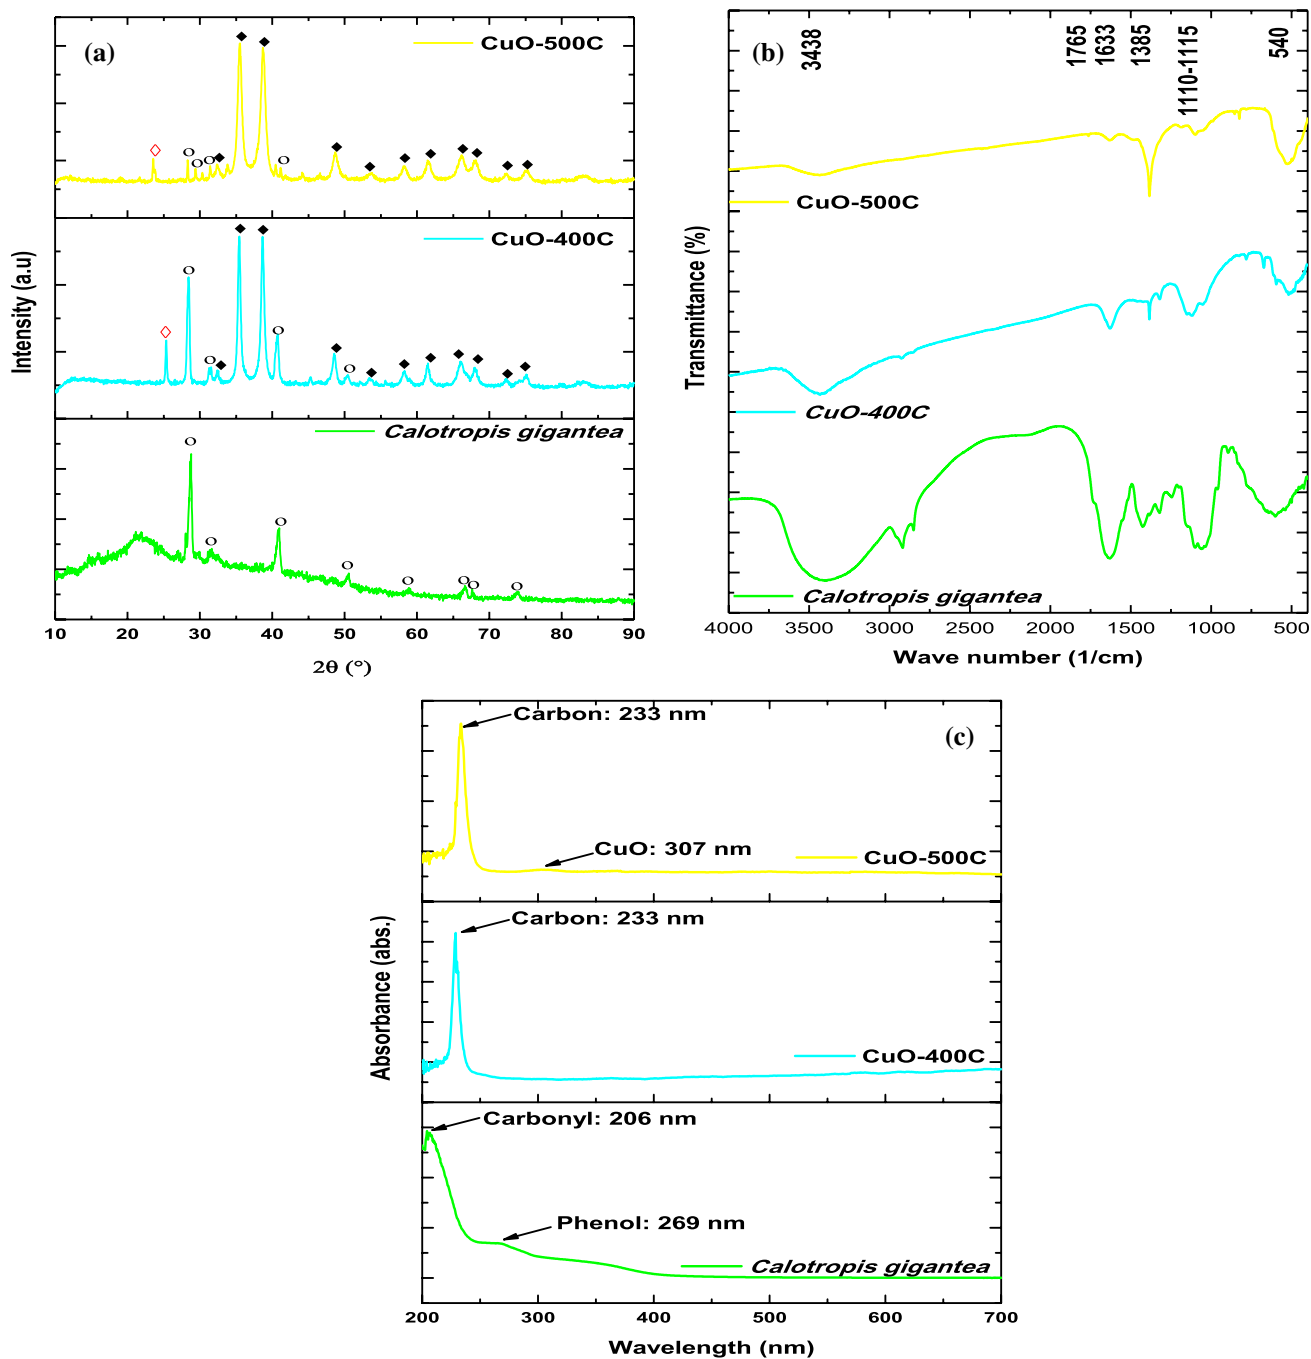 (a)
CuO-500C
CuO-400C
Calotropis gigantea
Intensity (a.u)
10 20 30 40 50 60 70 80 90
2θ (°)
(b)
3438
1765
1633
1385
1110-1115
540
CuO-500C
CuO-400C
Calotropis gigantea
Transmittance (%)
4000 3500 3000 2500 2000 1500 1000 500
Wave number (1/cm)
(c)
Carbon: 233 nm
CuO: 307 nm
CuO-500C
Carbon: 233 nm
CuO-400C
Carbonyl: 206 nm
Phenol: 269 nm
Calotropis gigantea
Absorbance (abs.)
200 300 400 500 600 700
Wavelength (nm)